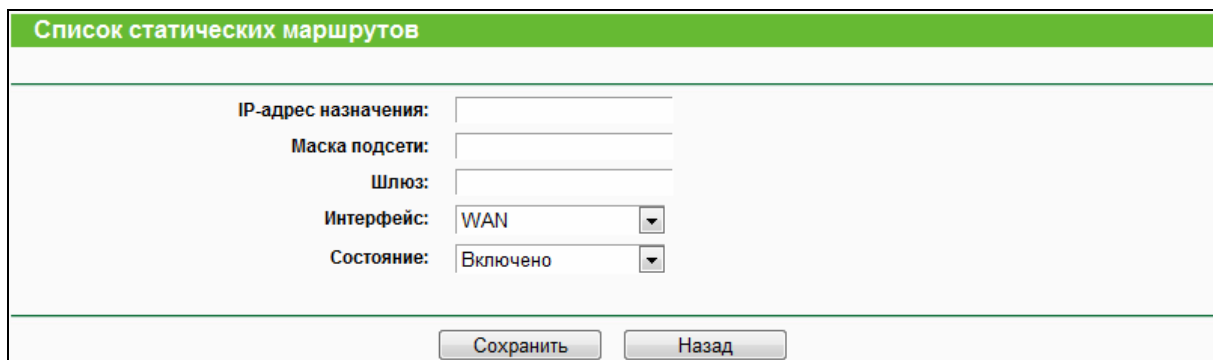 Список статических маршрутов
IP-адрес назначения:
Маска подсети:
Шлюз:
Интерфейс: WAN
Состояние: Включено
Сохранить Назад